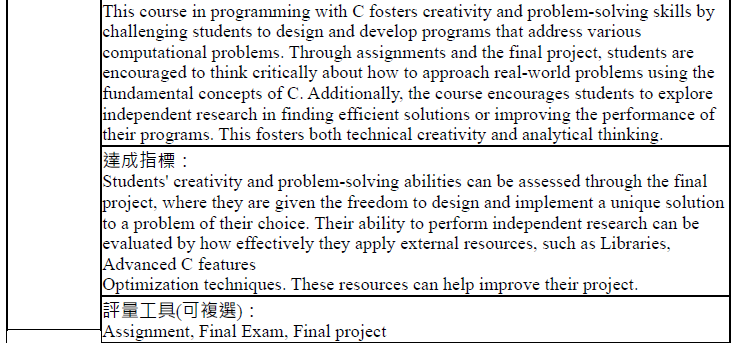 This course in programming with C fosters creativity and problem-solving skills by
challenging students to design and develop programs that address various
computational problems. Through assignments and the final project, students are
encouraged to think critically about how to approach real-world problems using the
fundamental concepts of C. Additionally, the course encourages students to explore
independent research in finding efficient solutions or improving the performance of
their programs. This fosters both technical creativity and analytical thinking.
達成指標：
Students' creativity and problem-solving abilities can be assessed through the final
project, where they are given the freedom to design and implement a unique solution
to a problem of their choice. Their ability to perform independent research can be
evaluated by how effectively they apply external resources, such as Libraries,
Advanced C features
Optimization techniques. These resources can help improve their project.
評量工具(可複選)：
Assignment, Final Exam, Final project